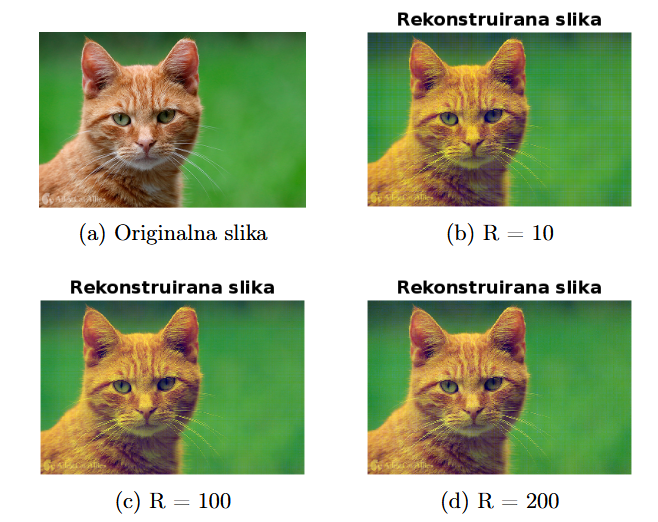 Rekonstruirana slika
(a) Originalna slika
(b) R = 10
Rekonstruirana slika
Rekonstruirana slika
(c) R = 100
(d) R = 200